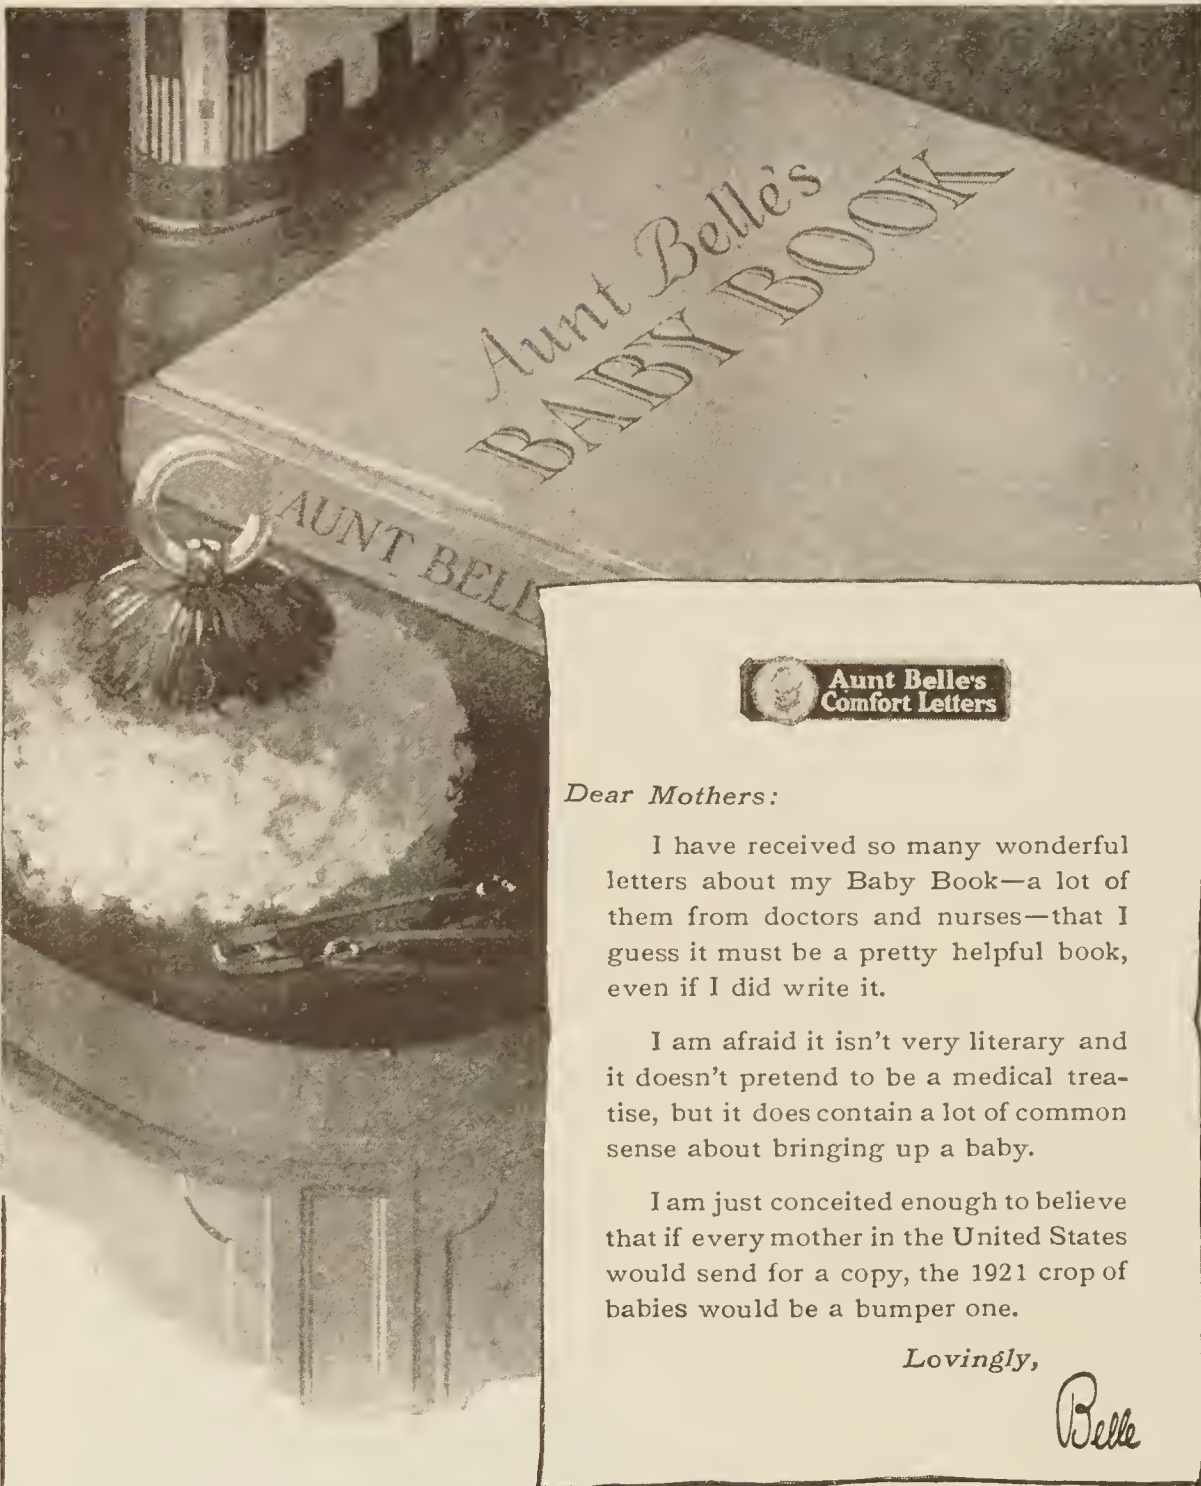 Aunt Belle's
BABY BOOK
AUNT BELLE
Aunt Belle's
Comfort Letters
Dear Mothers:
I have received so many wonderful
letters about my Baby Book—a lot of
them from doctors and nurses—that I
guess it must be a pretty helpful book,
even if I did write it.
I am afraid it isn't very literary and
it doesn't pretend to be a medical trea-
tise, but it does contain a lot of common
sense about bringing up a baby.
I am just conceited enough to believe
that if every mother in the United States
would send for a copy, the 1921 crop of
babies would be a bumper one.
Lovingly,
Belle